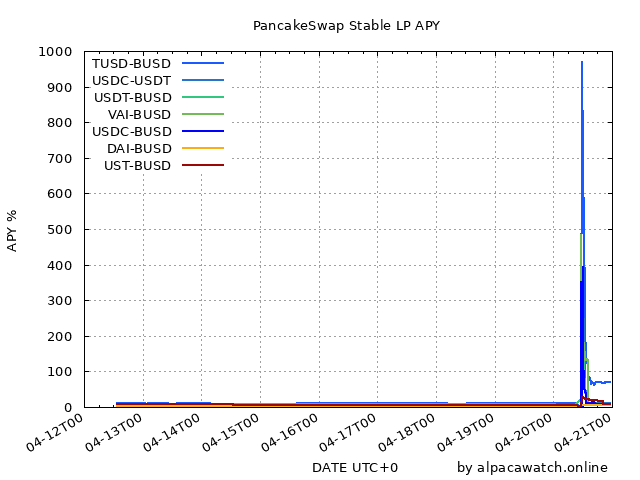 PancakeSwap Stable LP APY
1000
900
800
700
600
500
400
300
200
100
0
APY %
TUSD-BUSD
USDC-USDT
USDT-BUSD
VAI-BUSD
USDC-BUSD
DAI-BUSD
UST-BUSD
04-12T00
04-13T00
04-14T00
04-15T00
04-16T00
04-17T00
04-18T00
04-19T00
04-20T00
04-21T00
DATE UTC+0
by alpacawatch.online